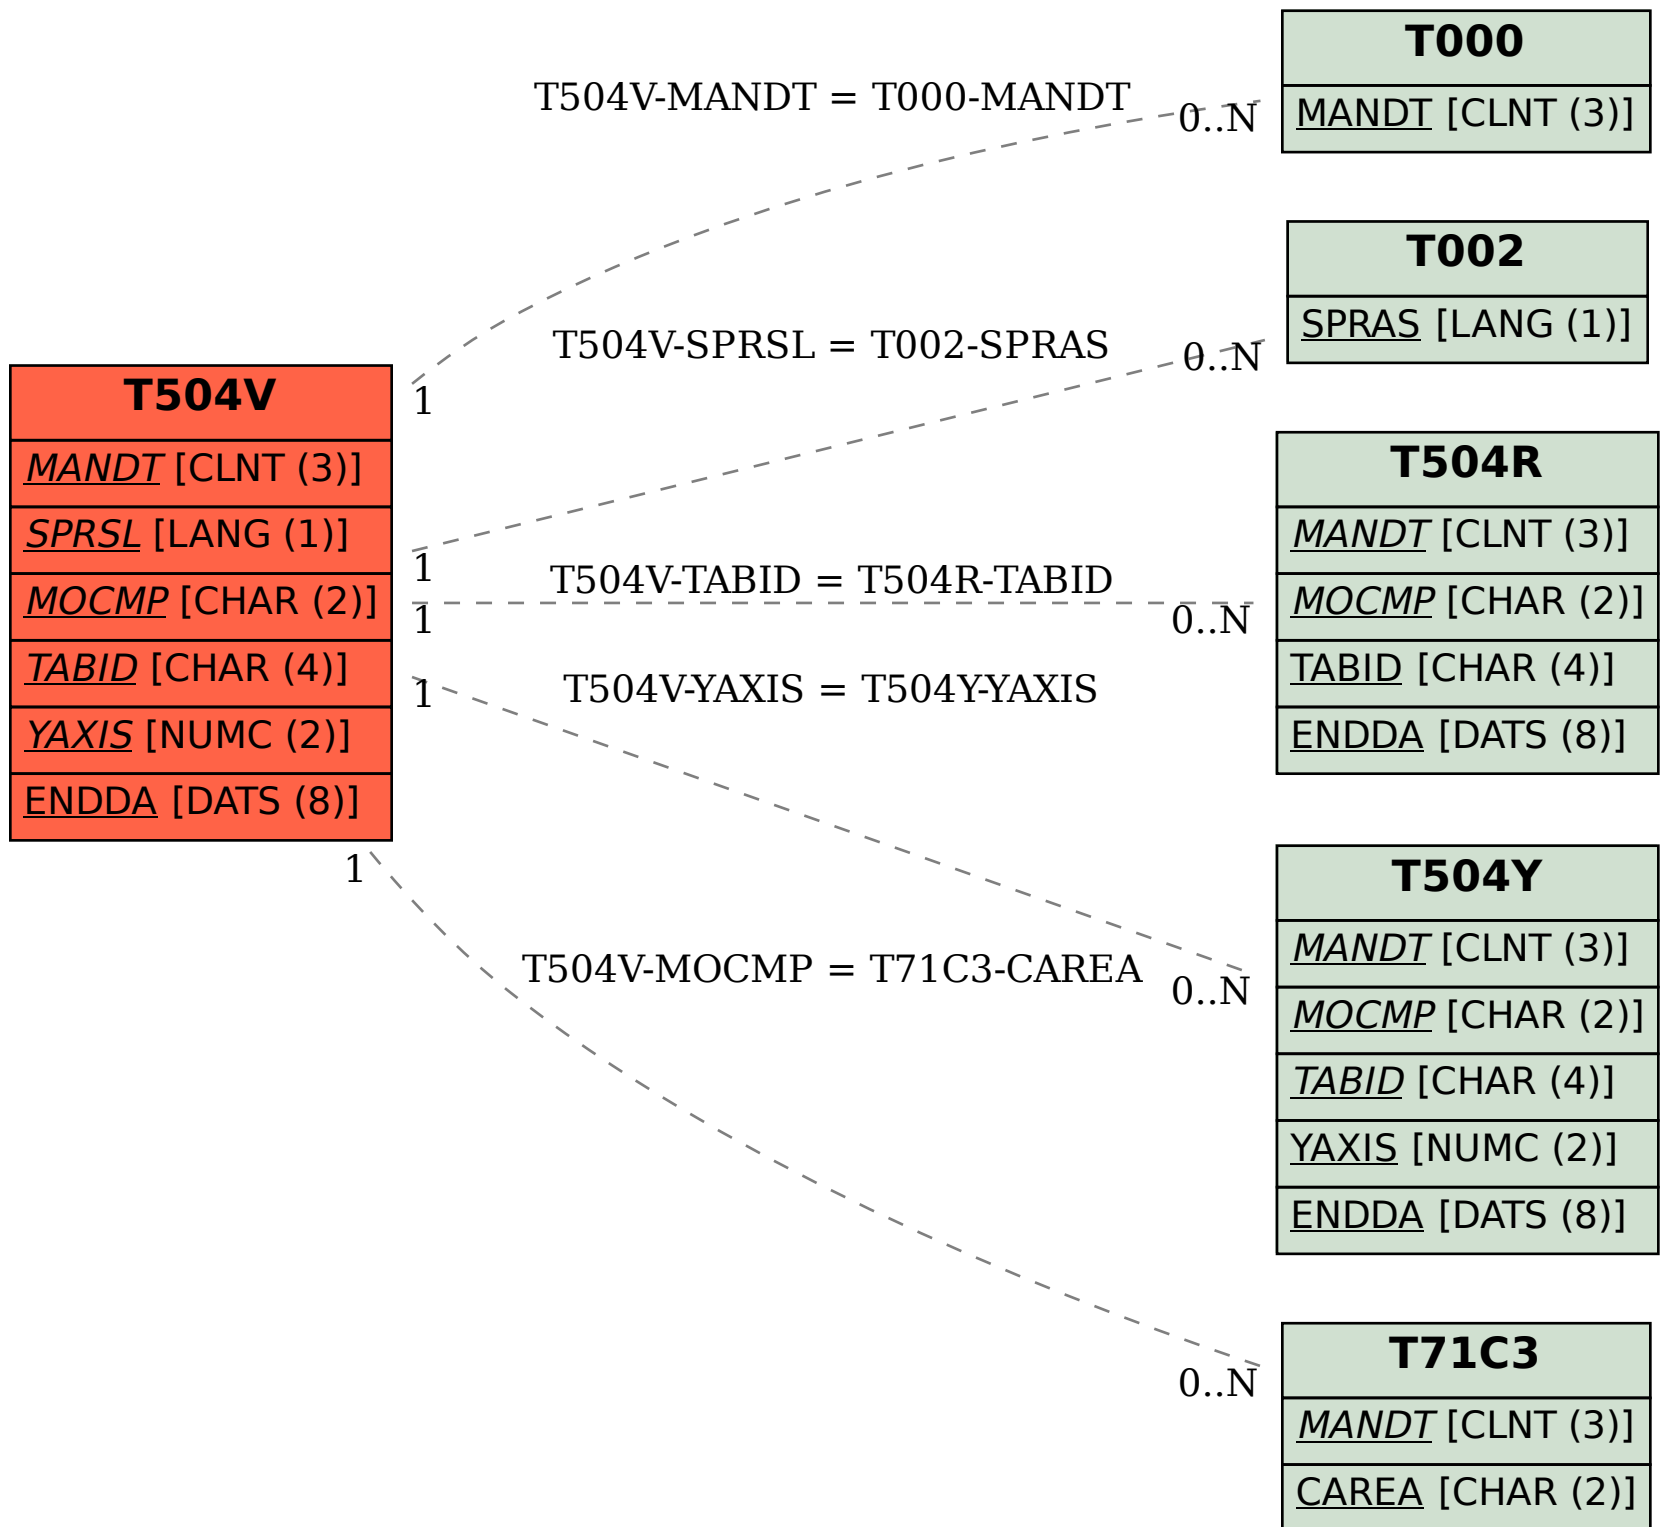 T000
MANDT [CLNT (3)]
T504V-MANDT = T000-MANDT
0..N
T002
SPRAS [LANG (1)]
T504V-SPRSL = T002-SPRAS
0..N
T504V
MANDT [CLNT (3)]
SPRSL [LANG (1)]
MOCMP [CHAR (2)]
TABID [CHAR (4)]
YAXIS [NUMC (2)]
ENDDA [DATS (8)]
1
1
1
1
1
T504V-TABID = T504R-TABID
0..N
T504R
MANDT [CLNT (3)]
MOCMP [CHAR (2)]
TABID [CHAR (4)]
ENDDA [DATS (8)]
T504V-YAXIS = T504Y-YAXIS
0..N
T504Y
MANDT [CLNT (3)]
MOCMP [CHAR (2)]
TABID [CHAR (4)]
YAXIS [NUMC (2)]
ENDDA [DATS (8)]
T504V-MOCMP = T71C3-CAREA
0..N
T71C3
MANDT [CLNT (3)]
CAREA [CHAR (2)]